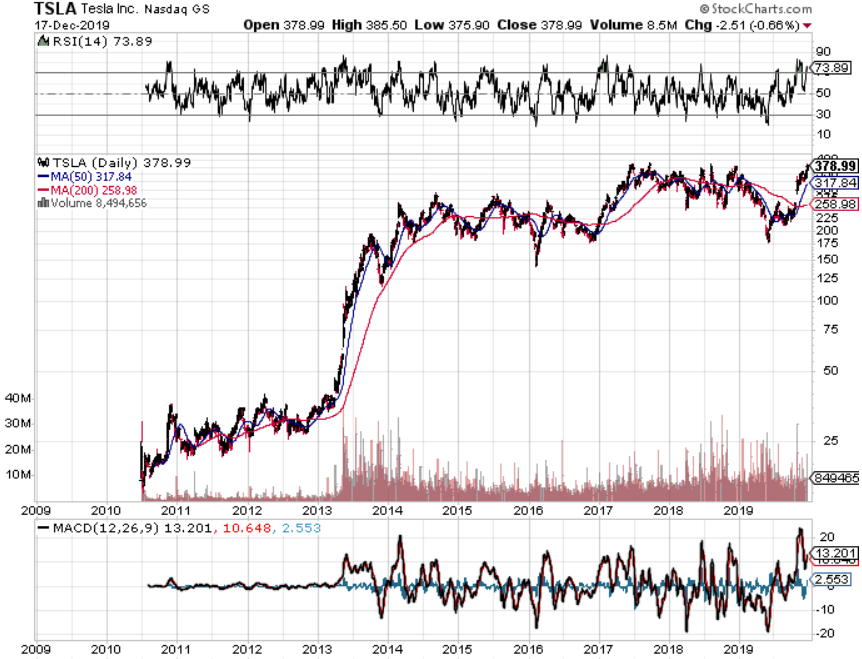 TSLA Tesla Inc. Nasdaq GS
© StockCharts.com
17-Dec-2019
Open 378.99 High 385.50 Low 375.90 Close 378.99 Volume 8.5M Chg -2.51 (-0.66%)
RSI(14) 73.89
90
73.89
50
30
10
TSLA (Daily) 378.99
MA(50) 317.84
MA(200) 258.98
Volume 8,494,656
378.99
317.84
258.98
225
200
175
150
125
100
75
50
25
849465
40M
30M
20M
10M
2009 2010 2011 2012 2013 2014 2015 2016 2017 2018 2019
MACD(12,26,9) 13.201, 10.648, 2.553
20
13.201
2.553
-10
-20
2009 2010 2011 2012 2013 2014 2015 2016 2017 2018 2019